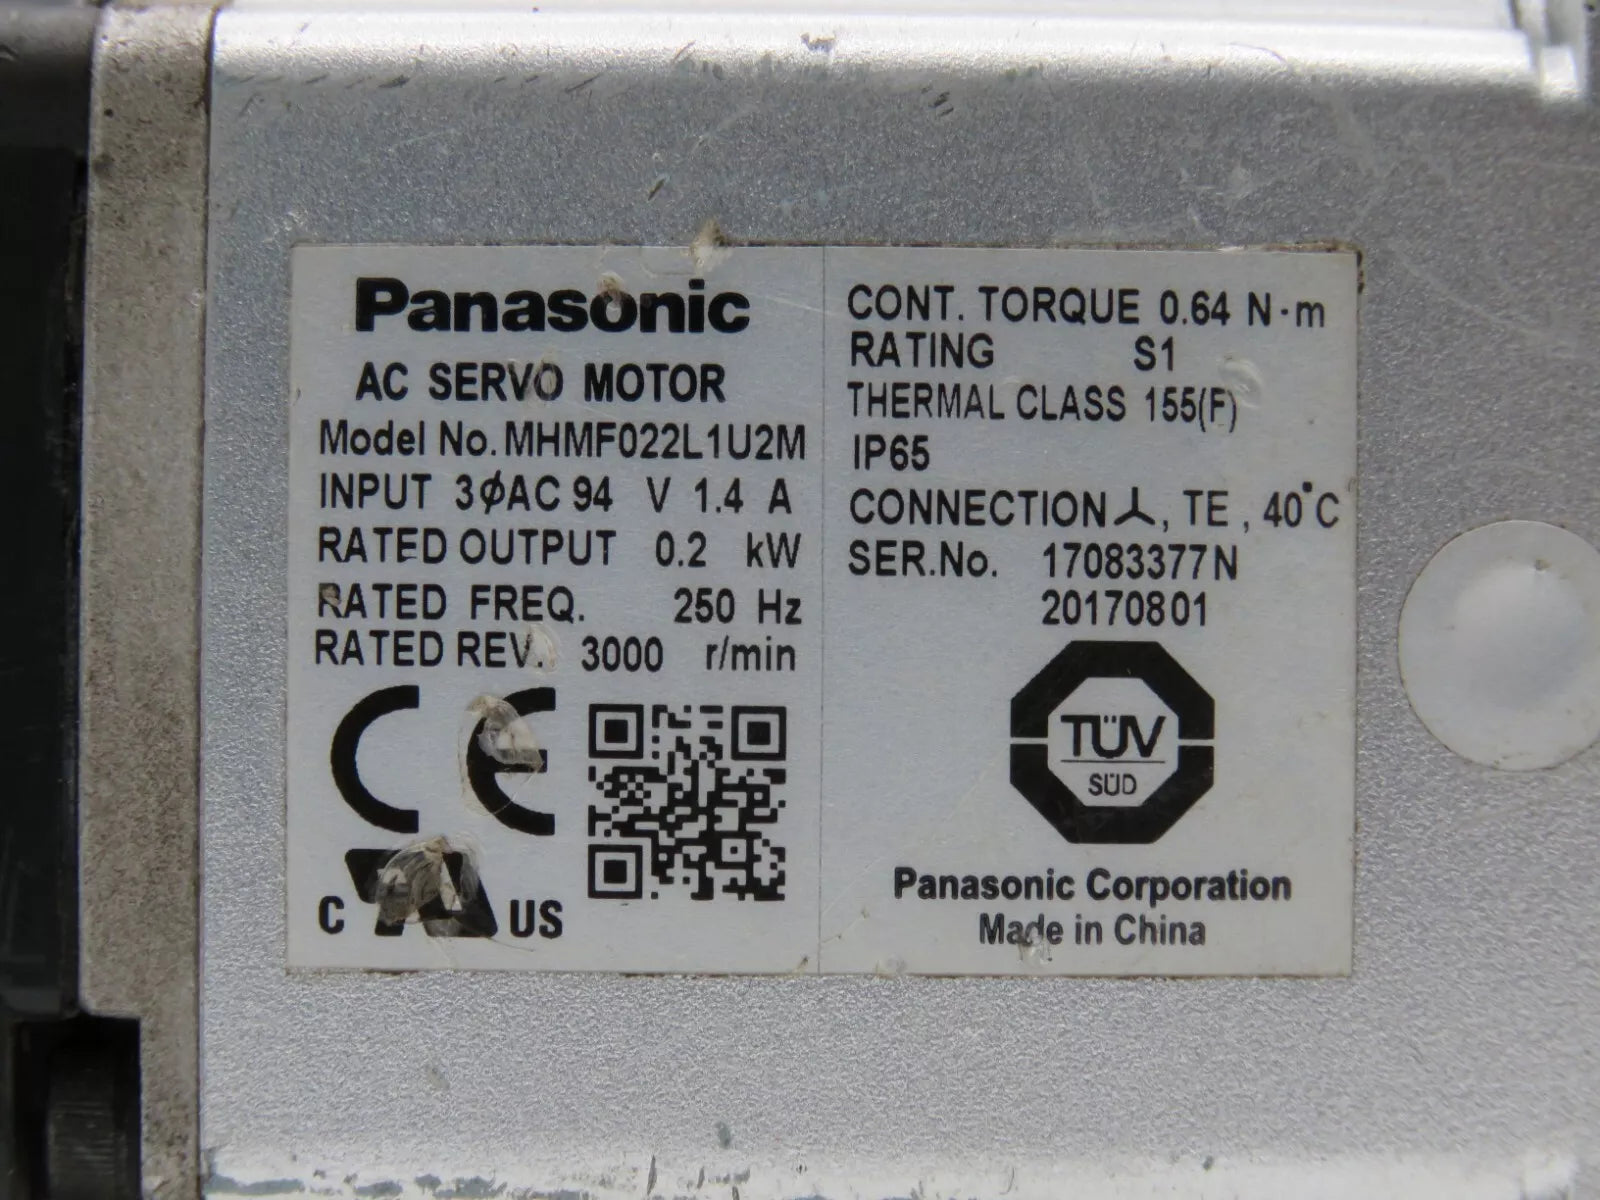 Panasonic
AC SERVO MOTOR
Model No. MHMF022L1U2M
INPUT 3ϕAC 94 V 1.4 A
RATED OUTPUT 0.2 kW
RATED FREQ. 250 Hz
RATED REV. 3000 r/min
CE
C US
CONT. TORQUE 0.64 N·m
RATING S1
THERMAL CLASS 155(F)
IP65
CONNECTION⅄, TE, 40°C
SER.No. 17083377N
20170801
TÜV
SÜD
Panasonic Corporation
Made in China